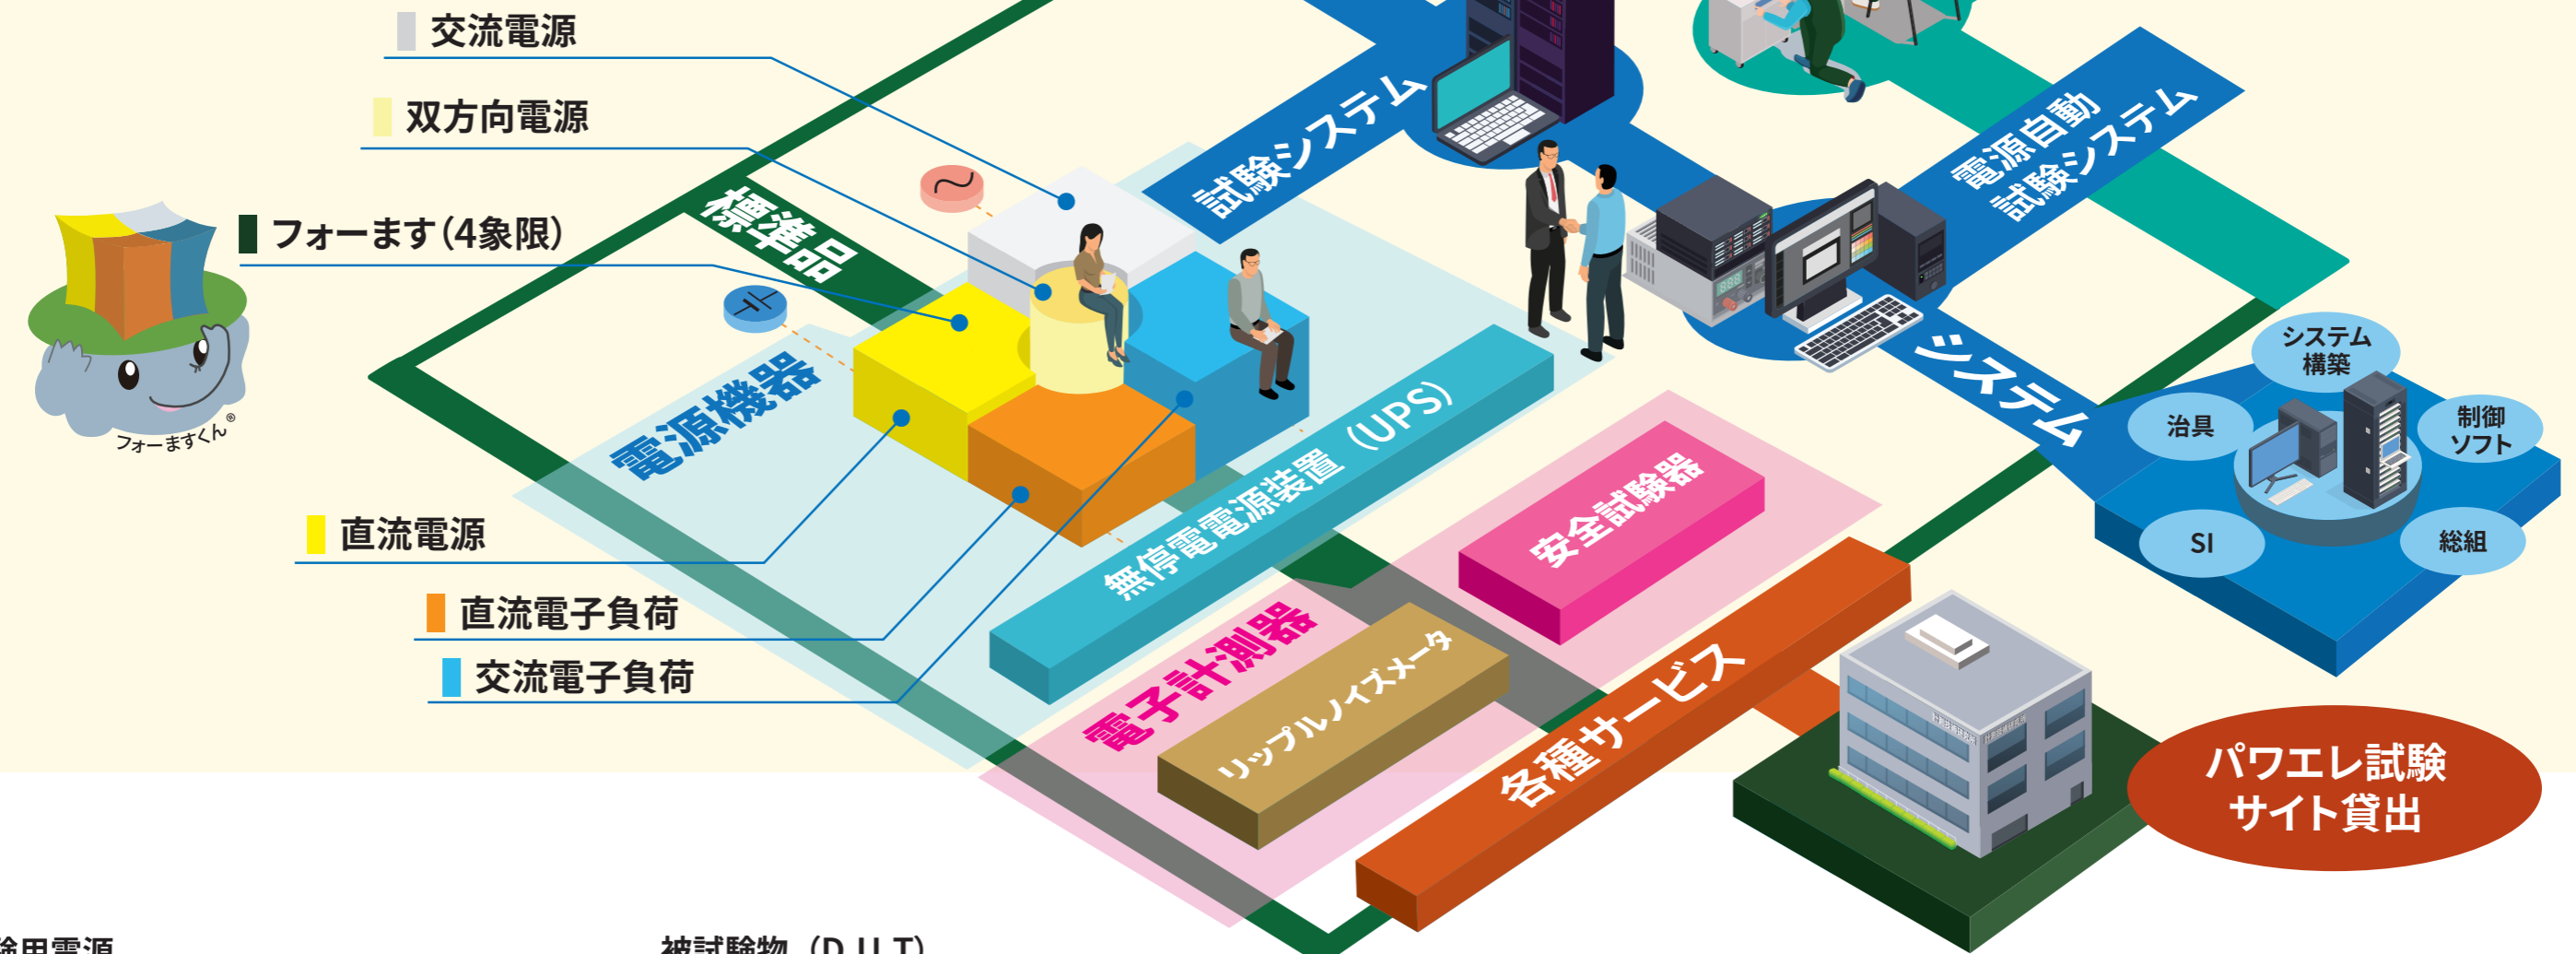 交流電源
双方向電源
フォーます（4象限）
フォーますくん®
標準品
電源機器
直流電源
直流電子負荷
交流電子負荷
試験システム
電源自動
試験システム
システム
無停電電源装置（UPS）
安全試験器
電子計測器
リップルノイズメータ
各種サービス
システム
構築
治具
制御
ソフト
SI
総組
パワエレ試験
サイト貸出
験用電源
被試験物（D.U.T）